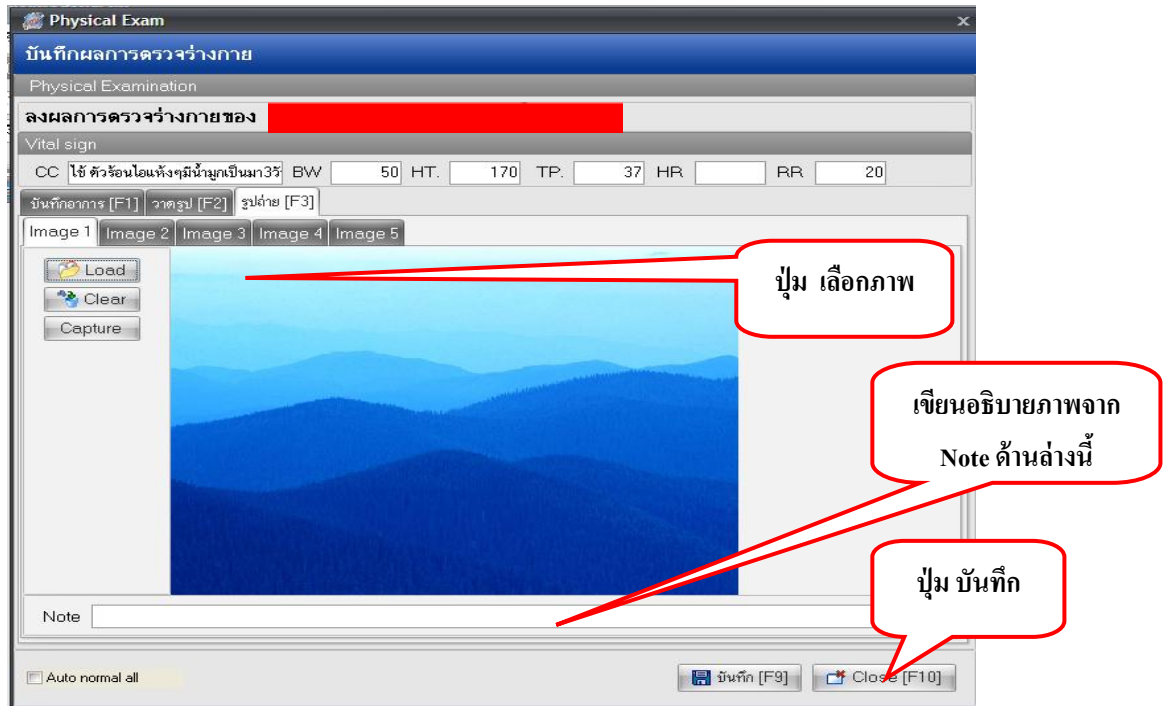 Physical Exam
บันทึกผลการตรวจร่างกาย
Physical Examination
ลงผลการตรวจร่างกายของ
Vital sign
CC ไข้ ตัวร้อนไอแห้งๆมีน้ำมูกเป็นมา3วั BW 50 HT. 170 TP. 37 HR RR 20
บันทึกอาการ [F1] วาดรูป [F2] รูปถ่าย [F3]
Image 1 Image 2 Image 3 Image 4 Image 5
Load
Clear
Capture
ปุ่ม เลือกภาพ
เขียนอธิบายภาพจาก
Note ด้านล่างนี้
ปุ่ม บันทึก
Note
Auto normal all
บันทึก [F9] Close [F10]